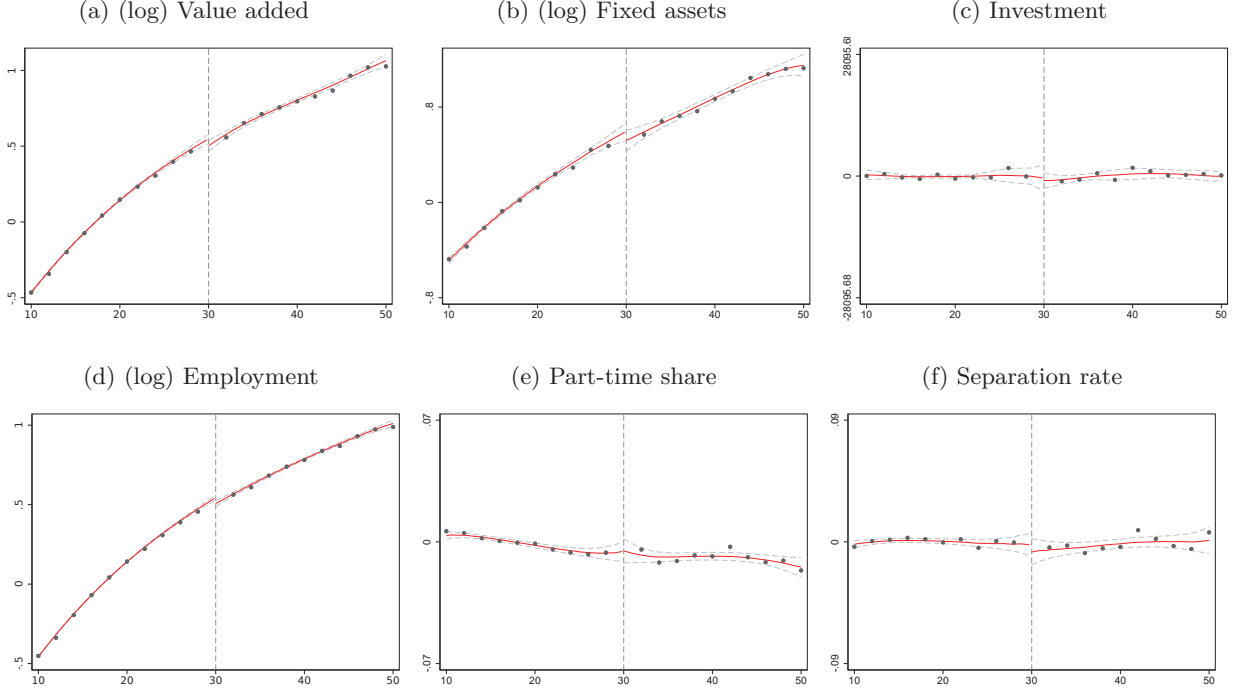 (a) (log) Value added
(b) (log) Fixed assets
(c) Investment
1
.5
0
-.5
10 20 30 40 50
.8
0
-.8
10 20 30 40 50
0
-28095.68
10 20 30 40 50
(d) (log) Employment
(e) Part-time share
(f) Separation rate
1
.5
0
-.5
10 20 30 40 50
.07
0
-.07
10 20 30 40 50
.09
0
-.09
10 20 30 40 50